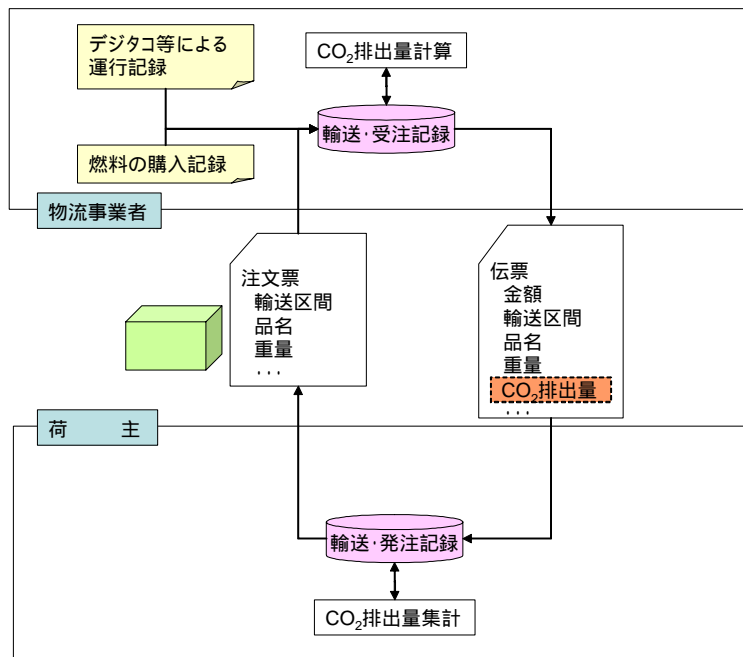 デジタコ等による
運行記録
CO₂排出量計算
輸送・受注記録
燃料の購入記録
物流事業者
注文票
輸送区間
品名
重量
・・・
伝票
金額
輸送区間
品名
重量
CO₂排出量
・・・
荷 主
輸送・発注記録
CO₂排出量集計